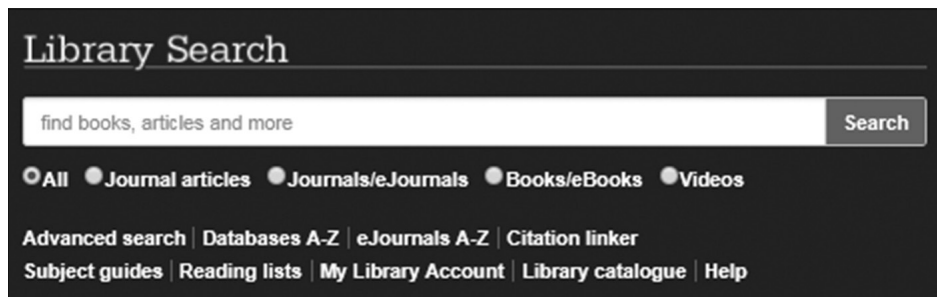 Library Search
find books, articles and more Search
All Journal articles Journals/eJournals Books/eBooks Videos
Advanced search | Databases A-Z | eJournals A-Z | Citation linker
Subject guides | Reading lists | My Library Account | Library catalogue | Help